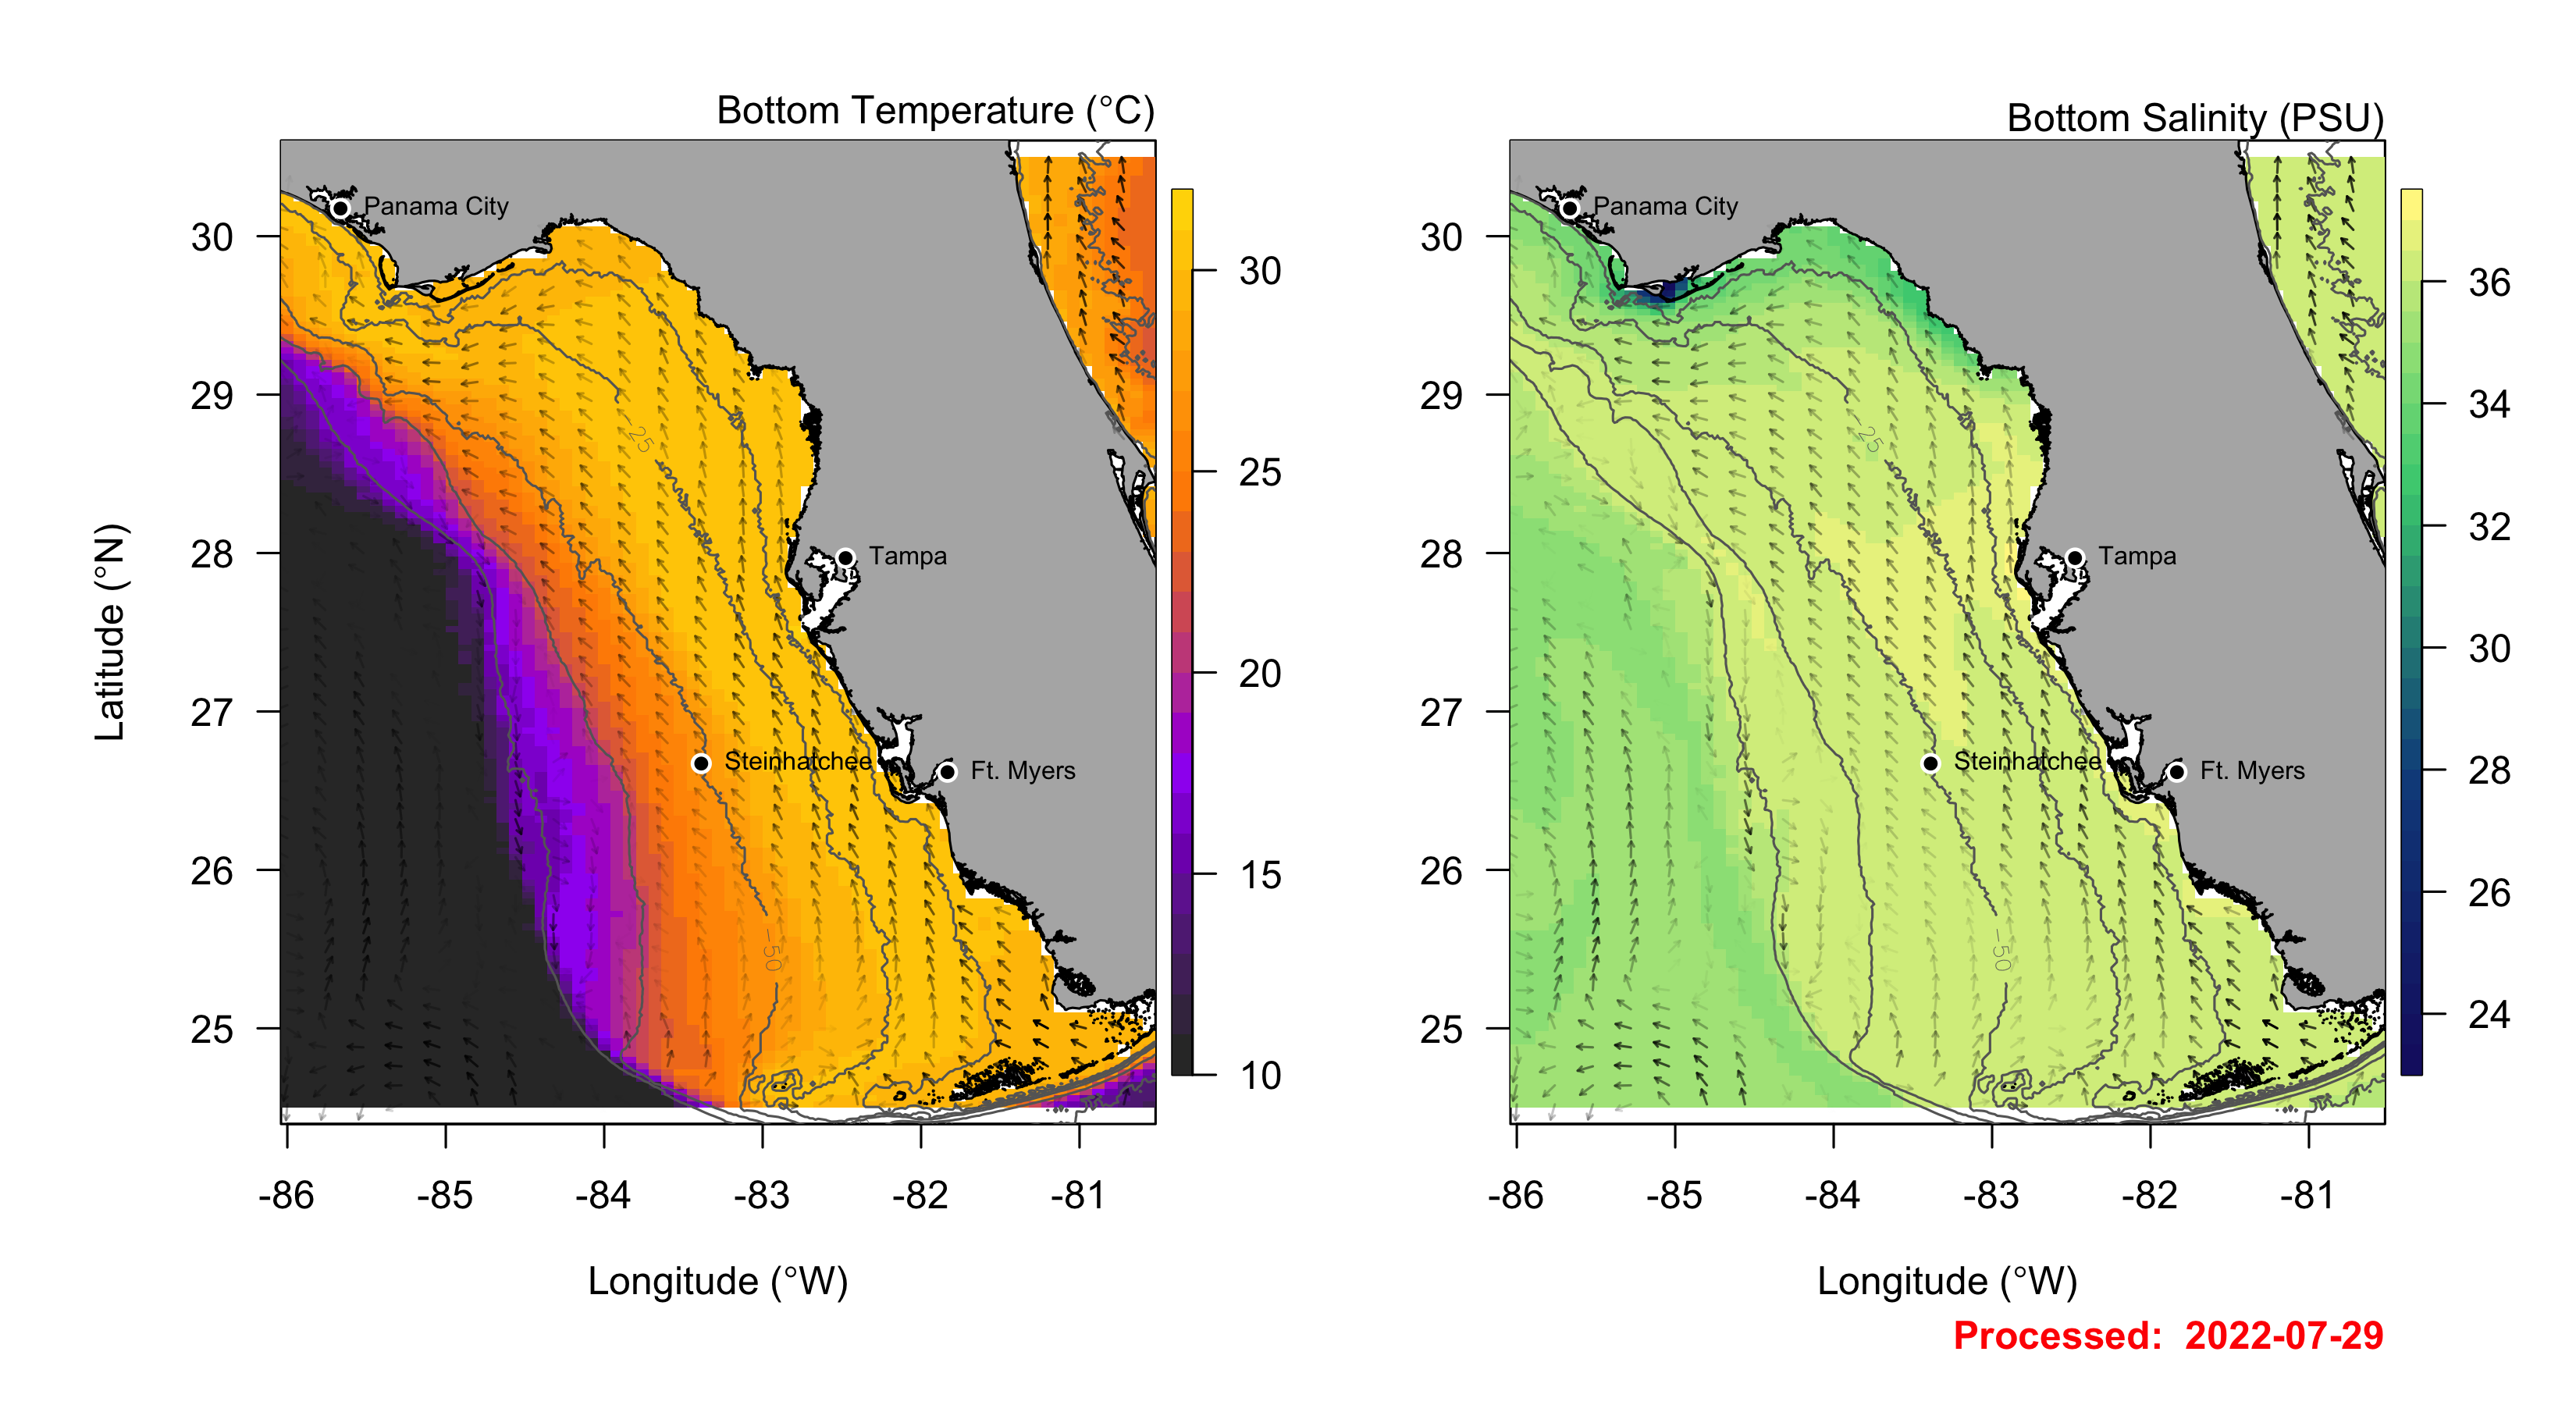 Bottom Temperature (°C)
Panama City
Tampa
Steinhatchee
Ft. Myers
-25
-50
30
29
28
27
26
25
Latitude (°N)
-86
-85
-84
-83
-82
-81
Longitude (°W)
30
25
20
15
10
Bottom Salinity (PSU)
Panama City
Tampa
Steinhatchee
Ft. Myers
-25
-50
30
29
28
27
26
25
-86
-85
-84
-83
-82
-81
Longitude (°W)
36
34
32
30
28
26
24
Processed: 2022-07-29